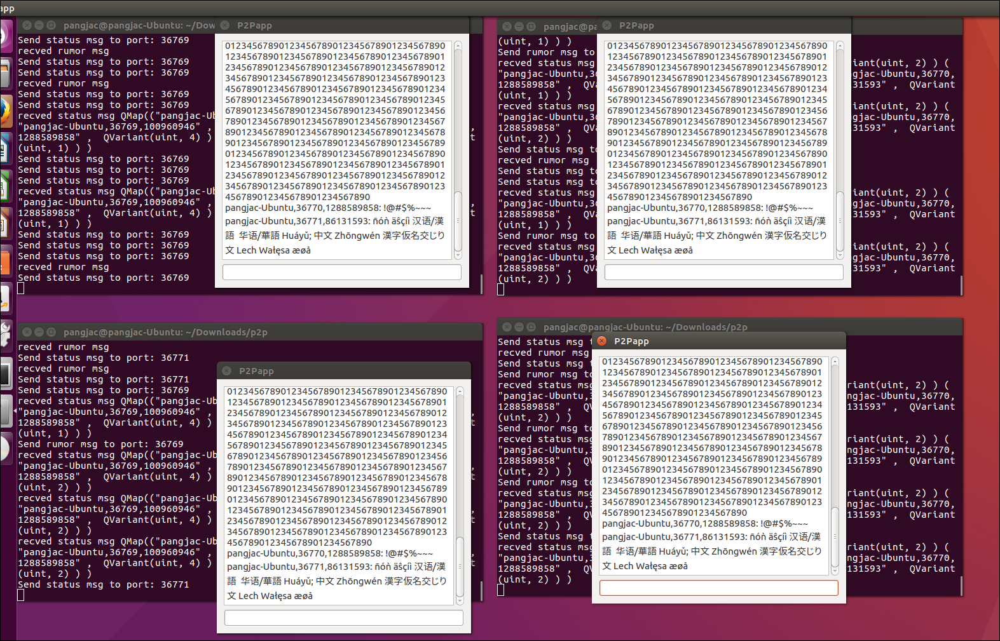 app
pangjac@pangjac-Ubuntu: ~/Dow
Send status msg to port: 36769
recved rumor msg
Send status msg to port: 36769
Send status msg to port: 36769
recved rumor msg
Send status msg to port: 36769
Send status msg to port: 36769
recved status msg QMap(("pangjac-Ub
"pangjac-Ubuntu,36769,100960946" ,
1288589858" ,  QVariant(uint, 4) )
(uint, 1) ) )
Send status msg to port: 36769
Send status msg to port: 36769
Send status msg to port: 36769
recved status msg QMap(("pangjac-Ub
"pangjac-Ubuntu,36769,100960946" ,
1288589858" ,  QVariant(uint, 4) )
(uint, 1) ) )
Send status msg to port: 36769
Send status msg to port: 36769
Send status msg to port: 36769
recved rumor msg
Send status msg to port: 36769
P2Papp
01234567890123456789012345678901234567890
12345678901234567890123456789012345678901
23456789012345678901234567890123456789012
34567890123456789012345678901234567890123
45678901234567890123456789012345678901234
56789012345678901234567890123456789012345
67890123456789012345678901234567890123456
78901234567890123456789012345678901234567
89012345678901234567890123456789012345678
90123456789012345678901234567890123456789
01234567890123456789012345678901234567890
12345678901234567890123456789012345678901
23456789012345678901234567890123456789012
34567890123456789012345678901234567890123
456789012345678901234567890
pangjac-Ubuntu,36770,1288589858: !@#$%~~~
pangjac-Ubuntu,36771,86131593: ñóǹ äŝçíì 汉语/漢
語  华语/華語 Huáyǔ; 中文 Zhōngwén 漢字仮名交じり
文 Lech Wałęsa æøå
pangjac@pa
(uint, 1) ) )
Send rumor msg to
recved status msg riant(uint, 2) ) (
"pangjac-Ubuntu,3 gjac-Ubuntu,36770,
1288589858" ,  QV 31593" ,  QVariant
(uint, 1) ) )
recved status msg riant(uint, 2) ) (
"pangjac-Ubuntu,3 gjac-Ubuntu,36770,
1288589858" ,  QV 31593" ,  QVariant
(uint, 2) ) )
Send status msg to
recved rumor msg
Send status msg to
Send status msg to
recved status msg riant(uint, 2) ) (
"pangjac-Ubuntu,3 gjac-Ubuntu,36770,
1288589858" ,  QV 31593" ,  QVariant
(uint, 1) ) )
Send rumor msg to
recved status msg riant(uint, 2) ) (
"pangjac-Ubuntu,3 gjac-Ubuntu,36770,
1288589858" ,  QV 31593" ,  QVariant
(uint, 2) ) )
P2Papp
01234567890123456789012345678901234567890
12345678901234567890123456789012345678901
23456789012345678901234567890123456789012
34567890123456789012345678901234567890123
45678901234567890123456789012345678901234
56789012345678901234567890123456789012345
67890123456789012345678901234567890123456
78901234567890123456789012345678901234567
89012345678901234567890123456789012345678
90123456789012345678901234567890123456789
01234567890123456789012345678901234567890
12345678901234567890123456789012345678901
23456789012345678901234567890123456789012
34567890123456789012345678901234567890123
456789012345678901234567890
pangjac-Ubuntu,36770,1288589858: !@#$%~~~
pangjac-Ubuntu,36771,86131593: ñóǹ äŝçíì 汉语/漢
語  华语/華語 Huáyǔ; 中文 Zhōngwén 漢字仮名交じり
文 Lech Wałęsa æøå
pangjac@pangjac-Ubuntu: ~/Downloads/p2p
recved rumor msg
Send status msg to port: 36771
recved rumor msg
Send status msg to port: 36771
Send status msg to port: 36769
recved status msg QMap(("pangjac-Ub
"pangjac-Ubuntu,36769,100960946" ,
1288589858" ,  QVariant(uint, 4) )
(uint, 1) ) )
Send rumor msg to port: 36769
recved status msg QMap(("pangjac-Ub
"pangjac-Ubuntu,36769,100960946" ,
1288589858" ,  QVariant(uint, 4) )
(uint, 2) ) )
recved status msg QMap(("pangjac-Ub
"pangjac-Ubuntu,36769,100960946" ,
1288589858" ,  QVariant(uint, 4) )
(uint, 2) ) )
recved status msg QMap(("pangjac-Ub
"pangjac-Ubuntu,36769,100960946" ,
1288589858" ,  QVariant(uint, 4) )
(uint, 2) ) )
Send status msg to port: 36771
P2Papp
01234567890123456789012345678901234567890
12345678901234567890123456789012345678901
23456789012345678901234567890123456789012
34567890123456789012345678901234567890123
45678901234567890123456789012345678901234
56789012345678901234567890123456789012345
67890123456789012345678901234567890123456
78901234567890123456789012345678901234567
89012345678901234567890123456789012345678
90123456789012345678901234567890123456789
01234567890123456789012345678901234567890
12345678901234567890123456789012345678901
23456789012345678901234567890123456789012
34567890123456789012345678901234567890123
456789012345678901234567890
pangjac-Ubuntu,36770,1288589858: !@#$%~~~
pangjac-Ubuntu,36771,86131593: ñóǹ äŝçíì 汉语/漢
語  华语/華語 Huáyǔ; 中文 Zhōngwén 漢字仮名交じり
文 Lech Wałęsa æøå
pangjac@pangjac-Ubuntu: ~/Downloads/p2p
Send status msg t
recved rumor msg
Send status msg t
Send rumor msg to
recved status msg riant(uint, 2) ) (
"pangjac-Ubuntu,3 gjac-Ubuntu,36770,
1288589858" ,  QV 31593" ,  QVariant
(uint, 2) ) )
Send rumor msg to
recved status msg riant(uint, 2) ) (
"pangjac-Ubuntu,3 gjac-Ubuntu,36770,
1288589858" ,  QV 31593" ,  QVariant
(uint, 2) ) )
Send rumor msg to
recved status msg riant(uint, 2) ) (
"pangjac-Ubuntu,3 gjac-Ubuntu,36770,
1288589858" ,  QV 31593" ,  QVariant
(uint, 2) ) )
Send status msg t
recved status msg riant(uint, 2) ) (
"pangjac-Ubuntu,3 gjac-Ubuntu,36770,
1288589858" ,  QV 31593" ,  QVariant
(uint, 2) ) )
P2Papp
01234567890123456789012345678901234567890
12345678901234567890123456789012345678901
23456789012345678901234567890123456789012
34567890123456789012345678901234567890123
45678901234567890123456789012345678901234
56789012345678901234567890123456789012345
67890123456789012345678901234567890123456
78901234567890123456789012345678901234567
89012345678901234567890123456789012345678
90123456789012345678901234567890123456789
01234567890123456789012345678901234567890
12345678901234567890123456789012345678901
23456789012345678901234567890123456789012
34567890123456789012345678901234567890123
456789012345678901234567890
pangjac-Ubuntu,36770,1288589858: !@#$%~~~
pangjac-Ubuntu,36771,86131593: ñóǹ äŝçíì 汉语/漢
語  华语/華語 Huáyǔ; 中文 Zhōngwén 漢字仮名交じり
文 Lech Wałęsa æøå